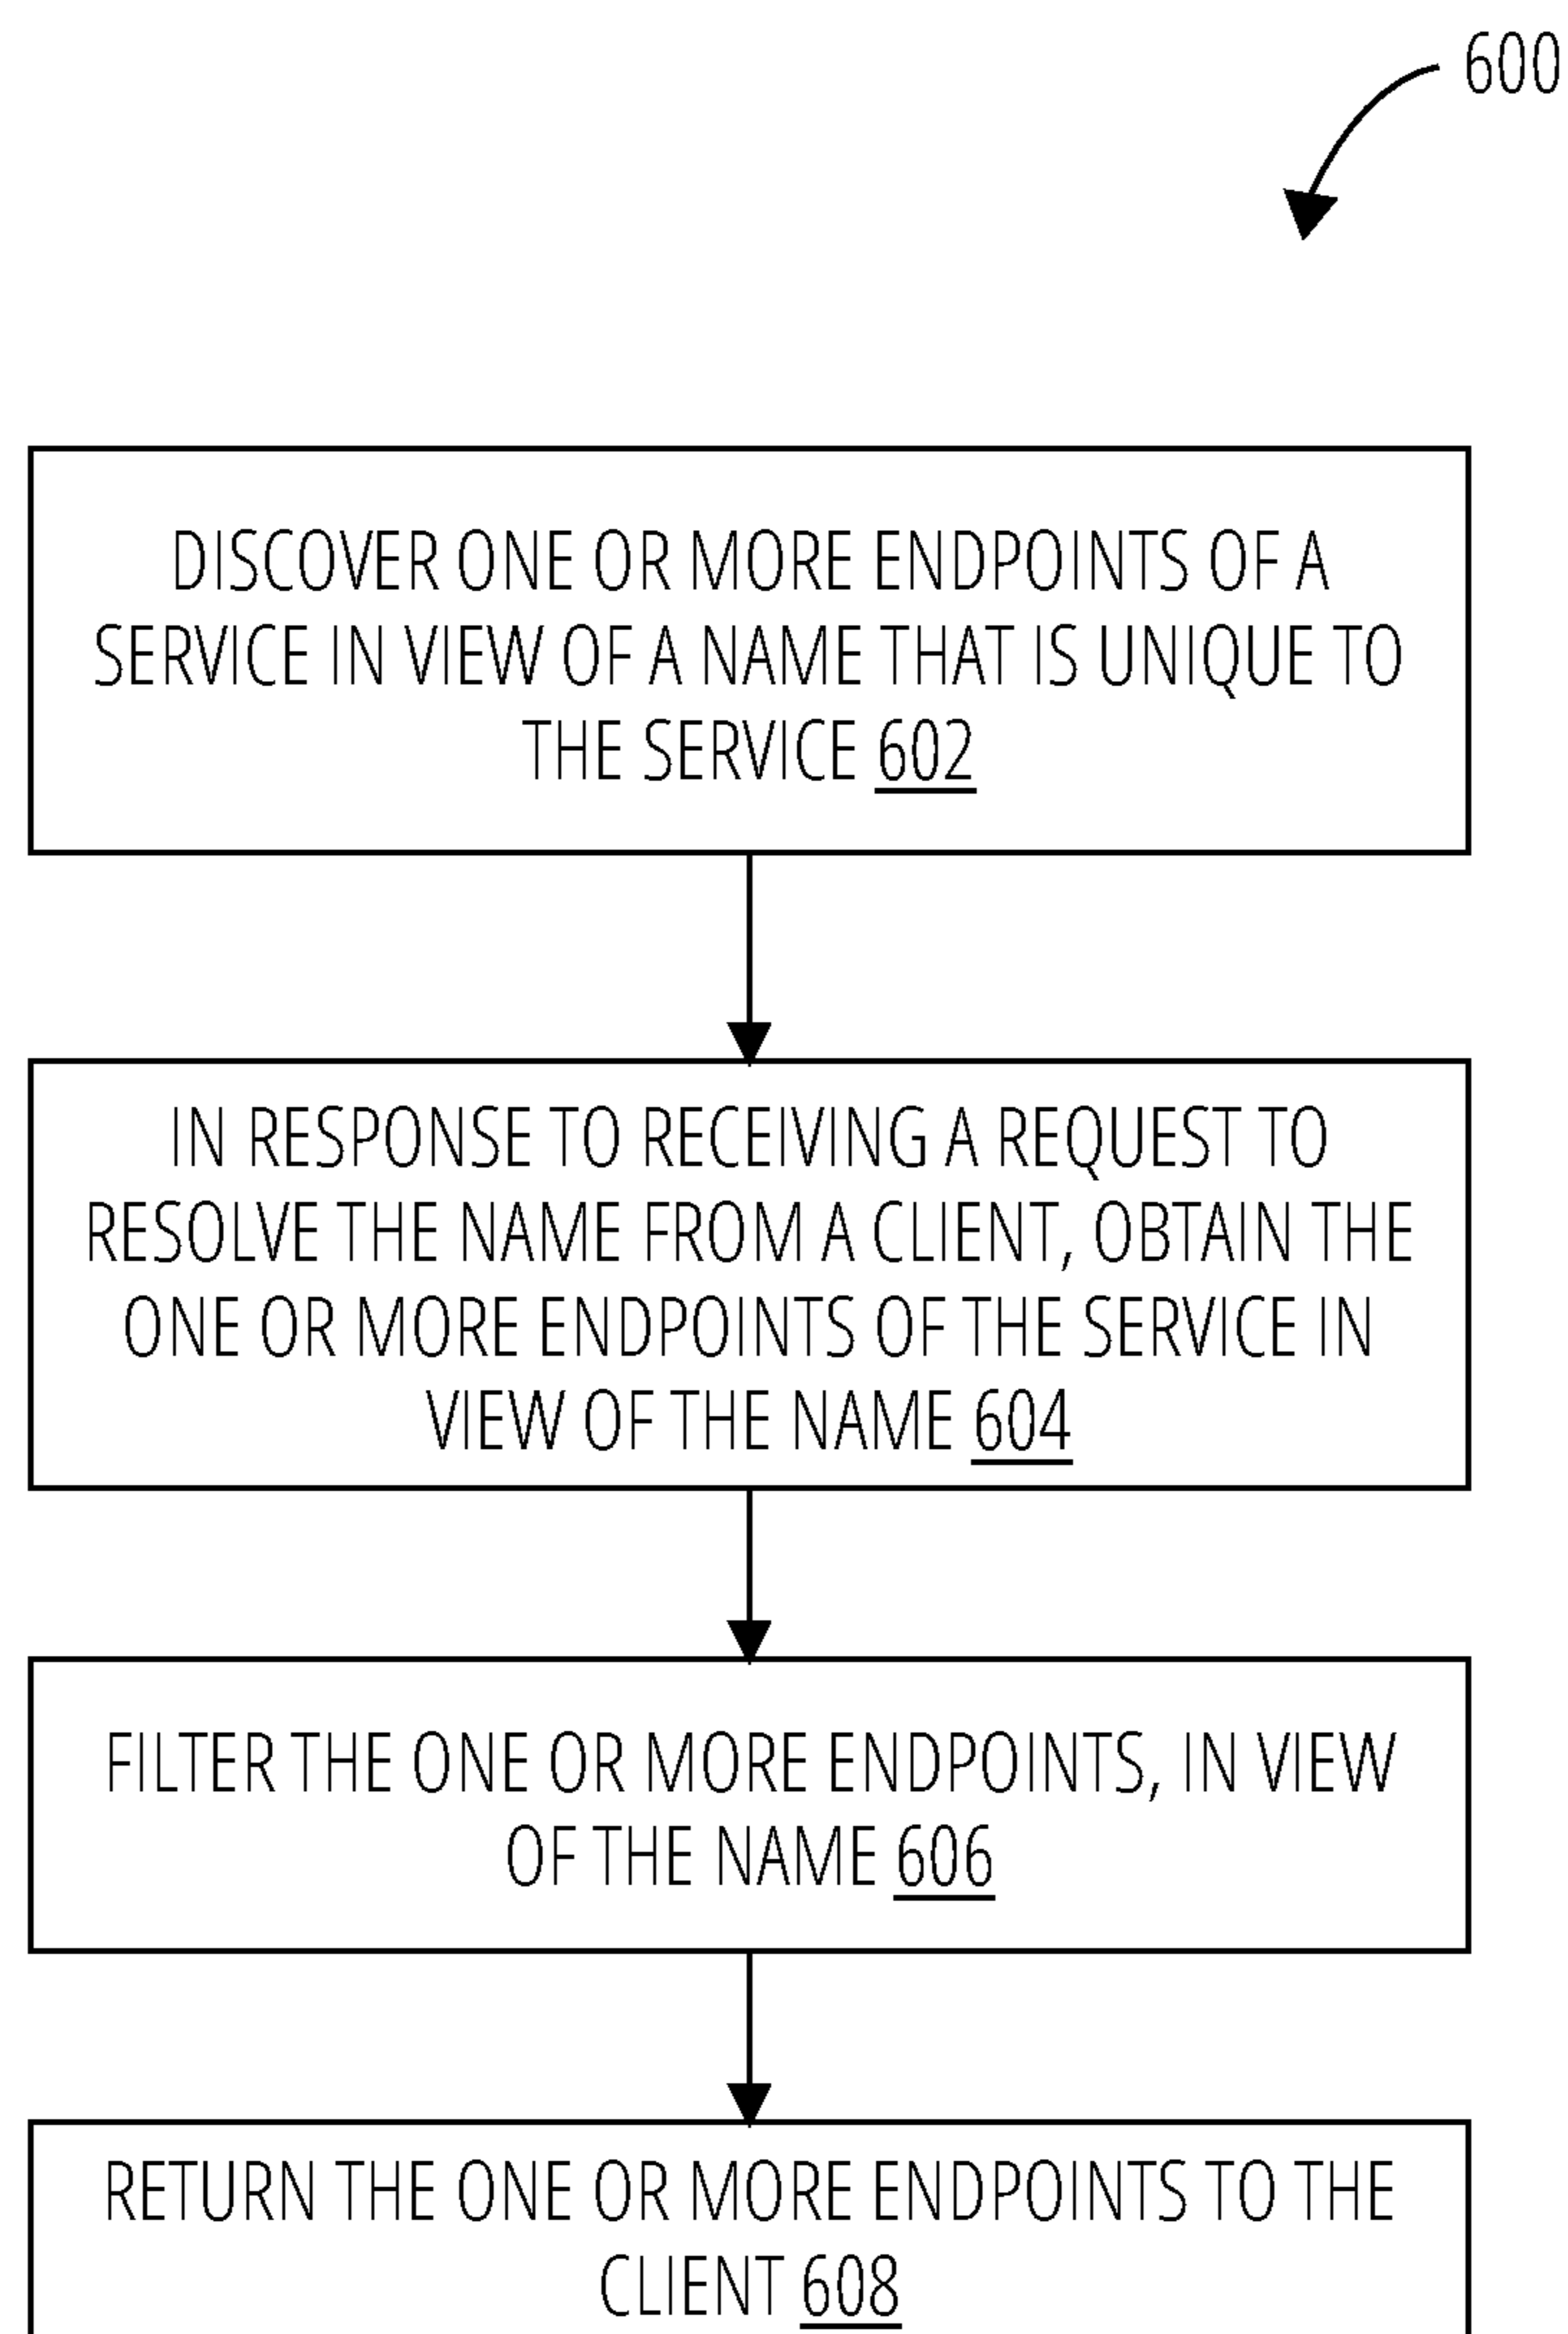 600
DISCOVER ONE OR MORE ENDPOINTS OF A
SERVICE IN VIEW OF A NAME THAT IS UNIQUE TO
THE SERVICE 602
IN RESPONSE TO RECEIVING A REQUEST TO
RESOLVE THE NAME FROM A CLIENT, OBTAIN THE
ONE OR MORE ENDPOINTS OF THE SERVICE IN
VIEW OF THE NAME 604
FILTER THE ONE OR MORE ENDPOINTS, IN VIEW
OF THE NAME 606
RETURN THE ONE OR MORE ENDPOINTS TO THE
CLIENT 608